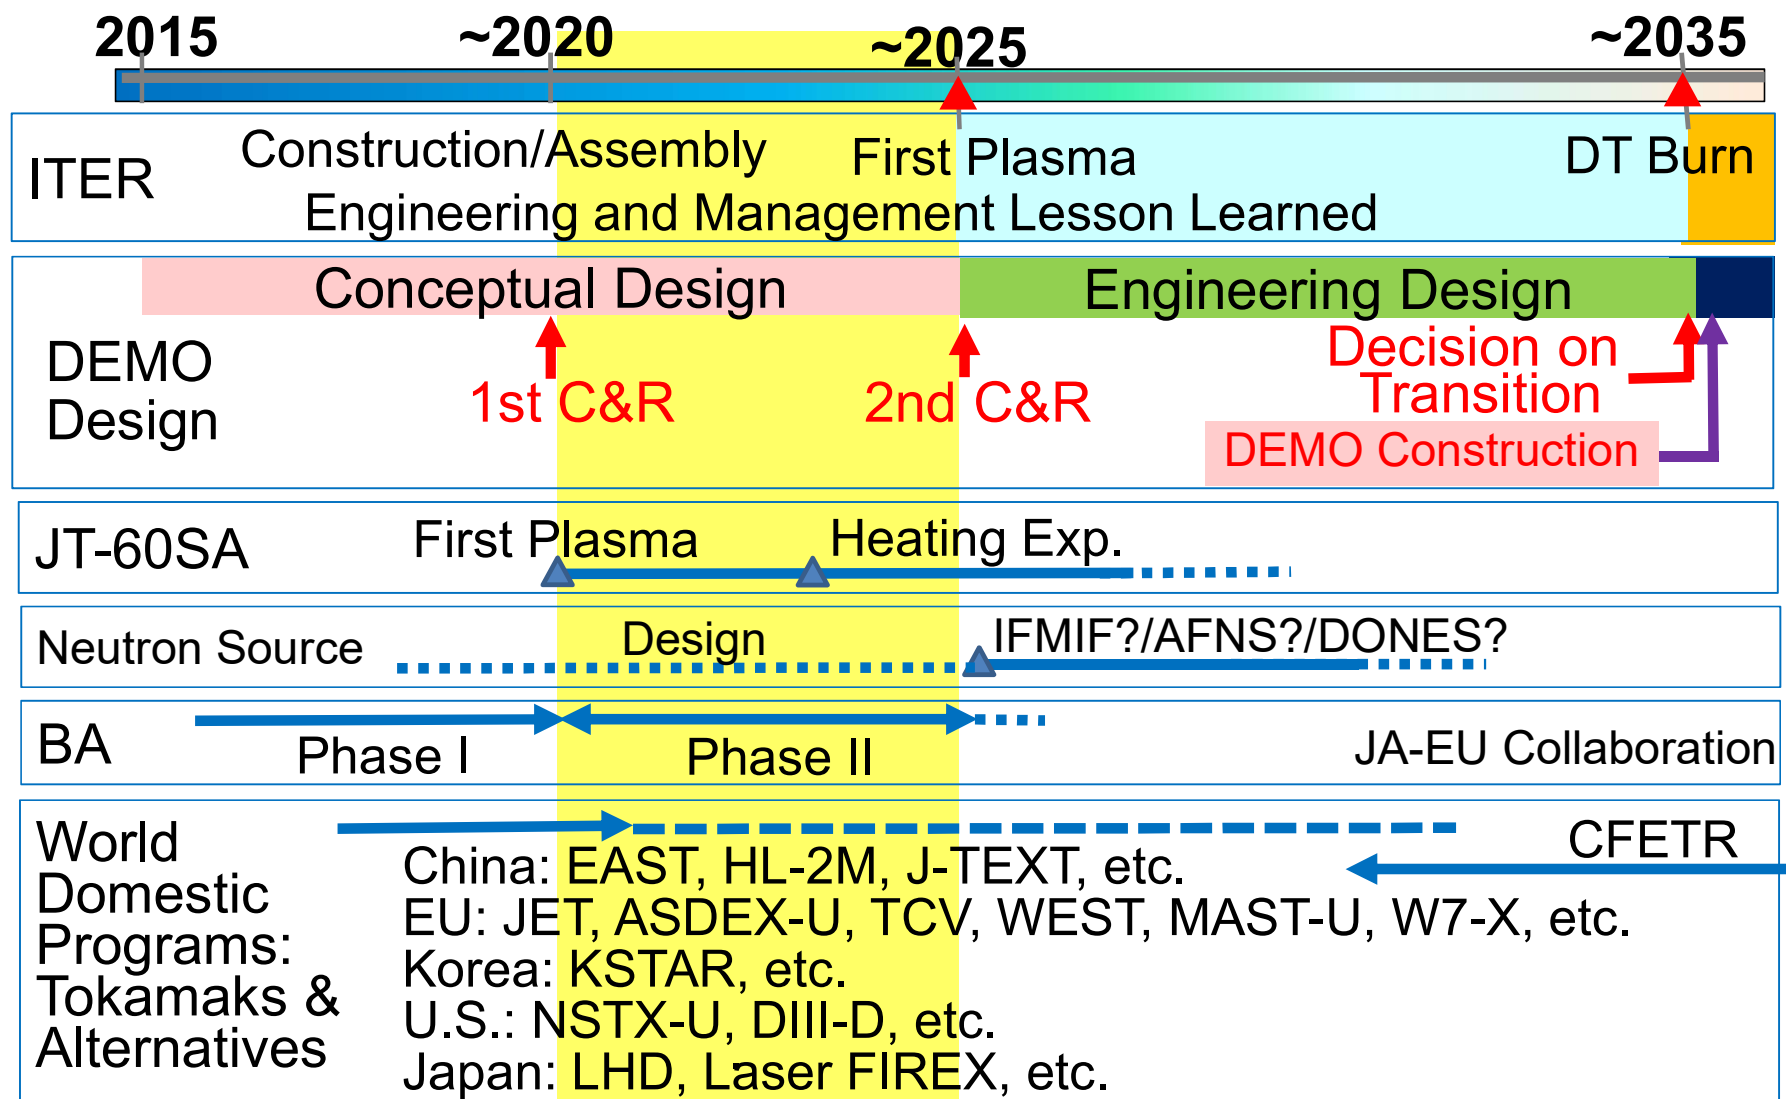 2015 ~2020 ~2025 ~2035
ITER
Construction/Assembly
First Plasma
DT Burn
Engineering and Management Lesson Learned
DEMO
Design
Conceptual Design
Engineering Design
1st C&R
2nd C&R
Decision on
Transition
DEMO Construction
JT-60SA
First Plasma
Heating Exp.
Neutron Source
Design
IFMIF?/AFNS?/DONES?
BA
Phase I
Phase II
JA-EU Collaboration
World
Domestic
Programs:
Tokamaks &
Alternatives
CFETR
China: EAST, HL-2M, J-TEXT, etc.
EU: JET, ASDEX-U, TCV, WEST, MAST-U, W7-X, etc.
Korea: KSTAR, etc.
U.S.: NSTX-U, DIII-D, etc.
Japan: LHD, Laser FIREX, etc.